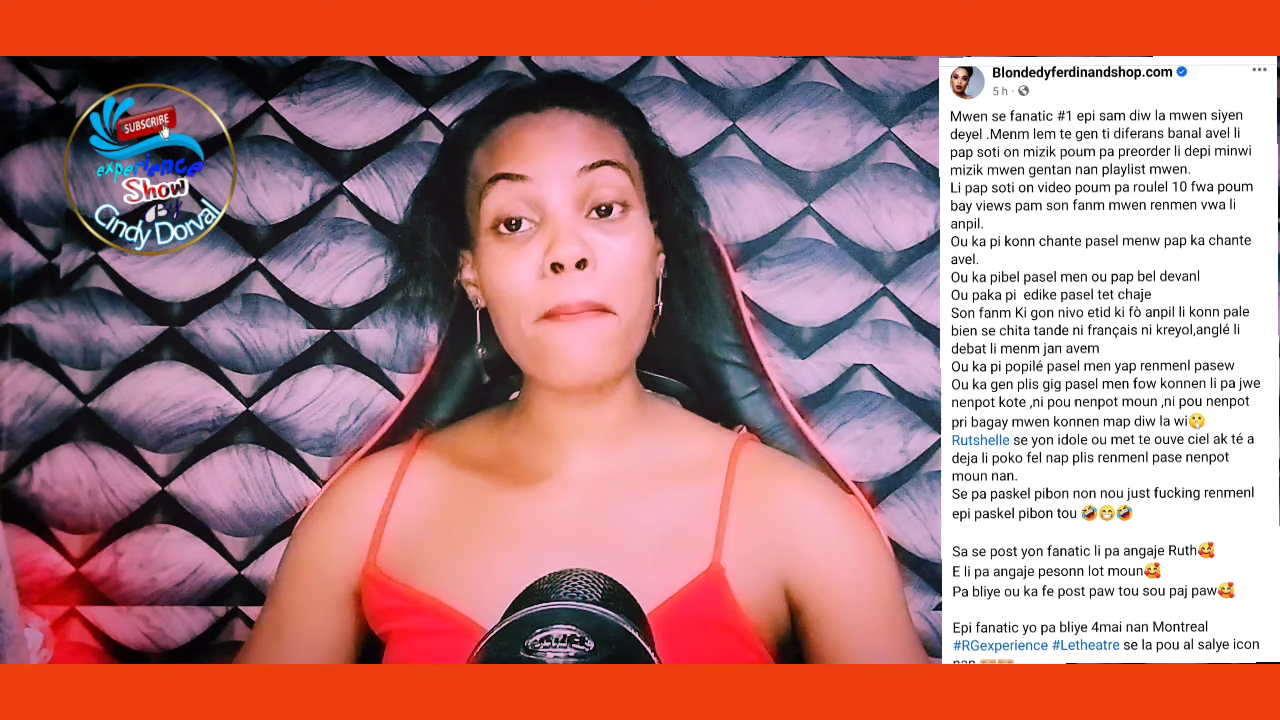 SUBSCRIBE
experience
Show
By
Cindy Dorval
Blondedyferdinandshop.com
5 h ·
Mwen se fanatic #1 epi sam diw la mwen siyen
deyel .Menm lem te gen ti diferans banal avel li
pap soti on mizik poum pa preorder li depi minwi
mizik mwen gentan nan playlist mwen.
Li pap soti on video poum pa roulel 10 fwa poum
bay views pam son fanm mwen renmen vwa li
anpil.
Ou ka pi konn chante pasel menw pap ka chante
avel.
Ou ka pibel pasel men ou pap bel devanl
Ou paka pi edike pasel tet chaje
Son fanm Ki gon nivo etid ki fò anpil li konn pale
bien se chita tande ni français ni kreyol,anglé li
debat li menm jan avem
Ou ka pi popilé pasel men yap renmenl pasew
Ou ka gen plis gig pasel men fow konnen li pa jwe
nenpot kote ,ni pou nenpot moun ,ni pou nenpot
pri bagay mwen konnen map diw la wi🤫
Rutshelle se yon idole ou met te ouve ciel ak té a
deja li poko fel nap plis renmenl pase nenpot
moun nan.
Se pa paskel pibon non nou just fucking renmenl
epi paskel pibon tou 🤣😁🤣
Sa se post yon fanatic li pa angaje Ruth🥰
E li pa angaje pesonn lot moun🥰
Pa bliye ou ka fe post paw tou sou paj paw🥰
Epi fanatic yo pa bliye 4mai nan Montreal
#RGexperience #Letheatre se la pou al salye icon
nan